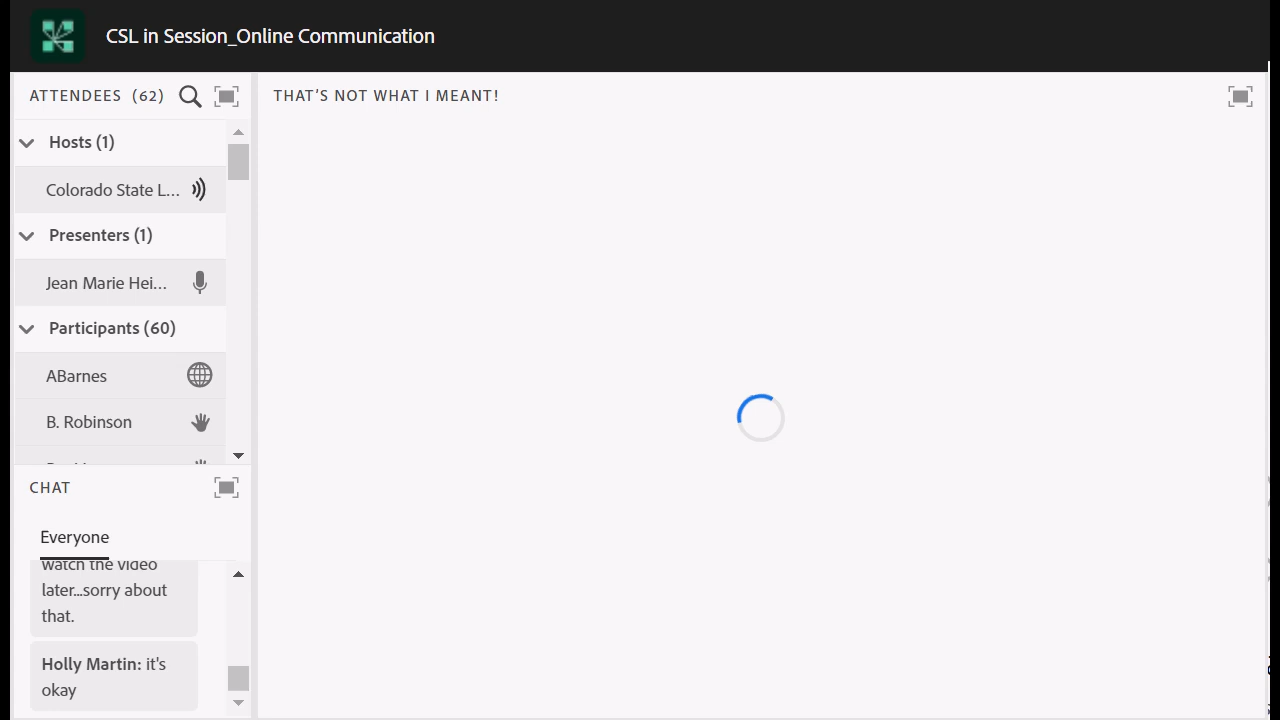 CSL in Session_Online Communication
ATTENDEES (62)
Hosts (1)
Colorado State L...
Presenters (1)
Jean Marie Hei...
Participants (60)
ABarnes
B. Robinson
CHAT
Everyone
watch the video
later...sorry about
that.
Holly Martin: it's
okay
THAT'S NOT WHAT I MEANT!